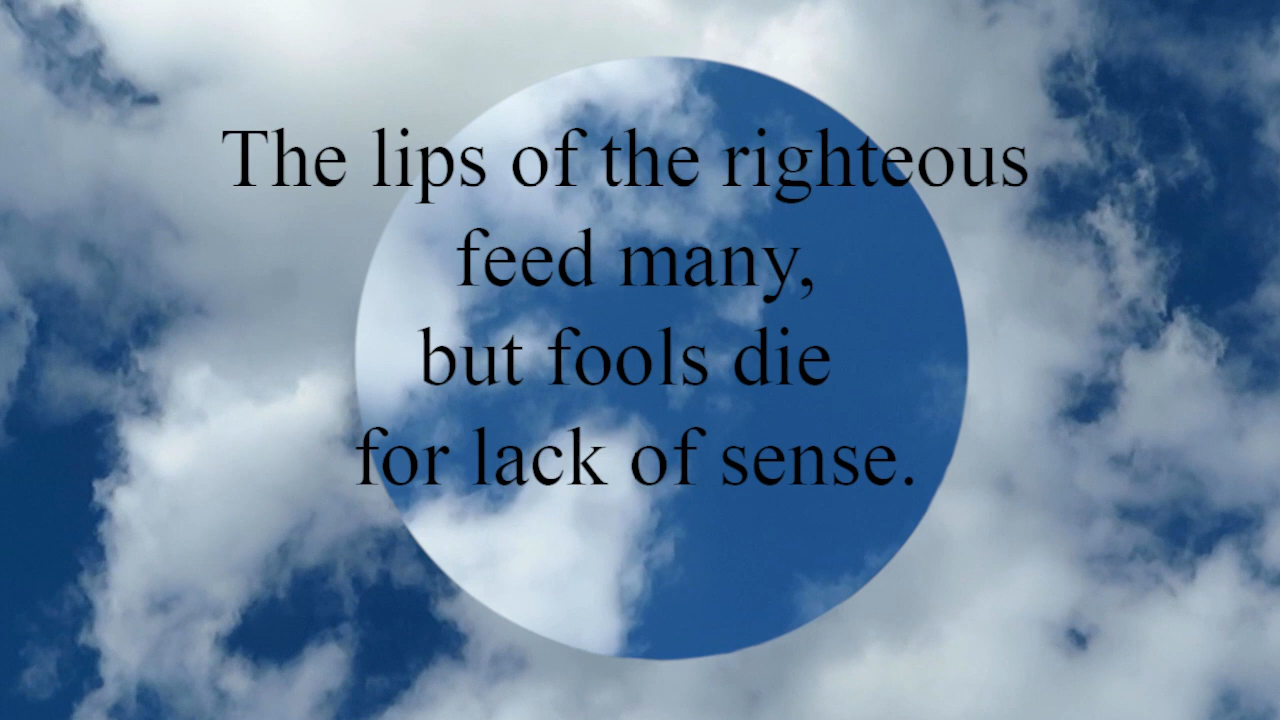 The lips of the righteous
feed many,
but fools die
for lack of sense.